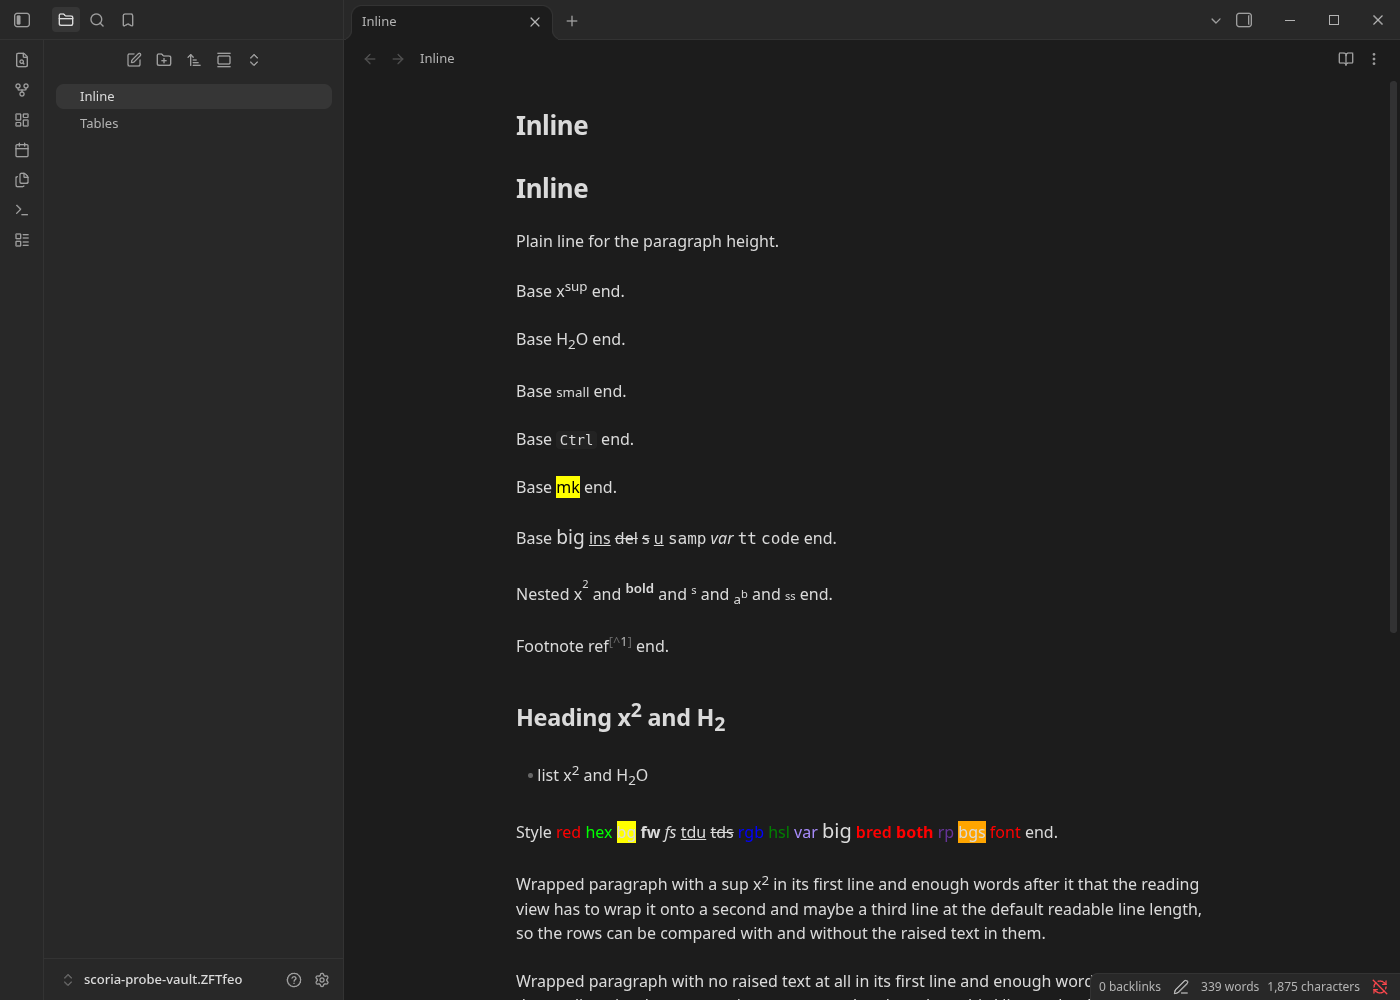 Inline
Inline
Inline
Tables
Inline
Inline
Plain line for the paragraph height.
Base xsup end.
Base H2O end.
Base small end.
Base Ctrl end.
Base mk end.
Base big ins del s u samp var tt code end.
Nested x2 and bold and s and ab and ss end.
Footnote ref[^1] end.
Heading x2 and H2
• list x2 and H2O
Style red hex fw fs tdu tds rgb hsl var big bred both rp bgs font end.
Wrapped paragraph with a sup x2 in its first line and enough words after it that the reading
view has to wrap it onto a second and maybe a third line at the default readable line length,
so the rows can be compared with and without the raised text in them.
Wrapped paragraph with no raised text at all in its first line and enough
scoria-probe-vault.ZFTfeo
0 backlinks 339 words 1,875 characters